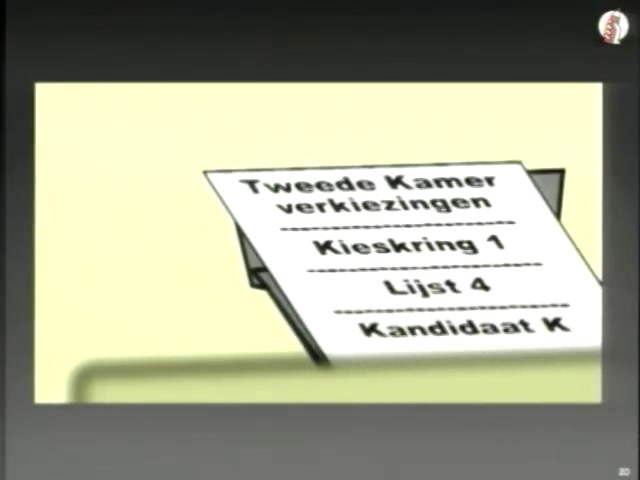 Tweede Kamer
verkiezingen
Kieskring 1
Lijst 4
Kandidaat K
20